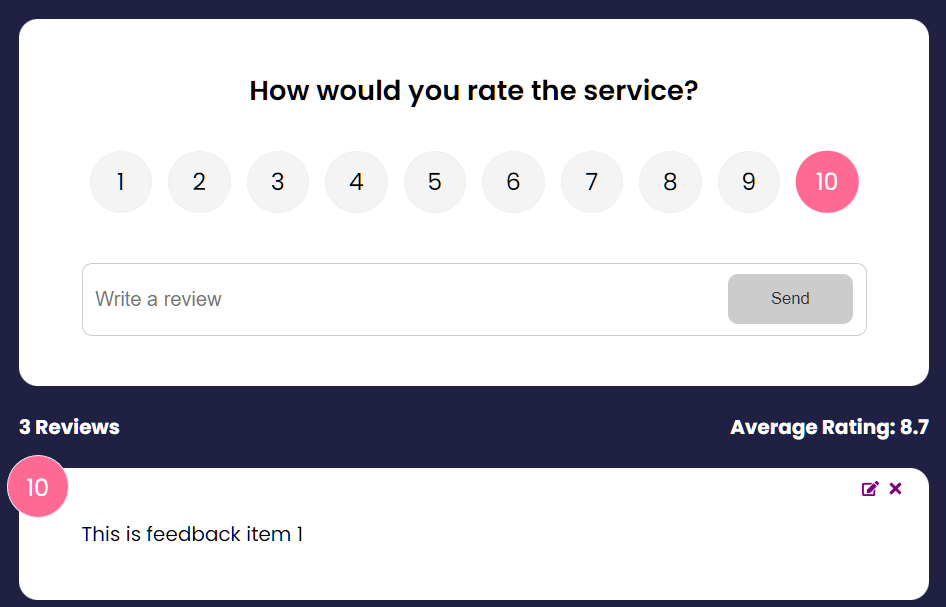 How would you rate the service?
1 2 3 4 5 6 7 8 9 10
Write a review Send
3 Reviews Average Rating: 8.7
10
This is feedback item 1